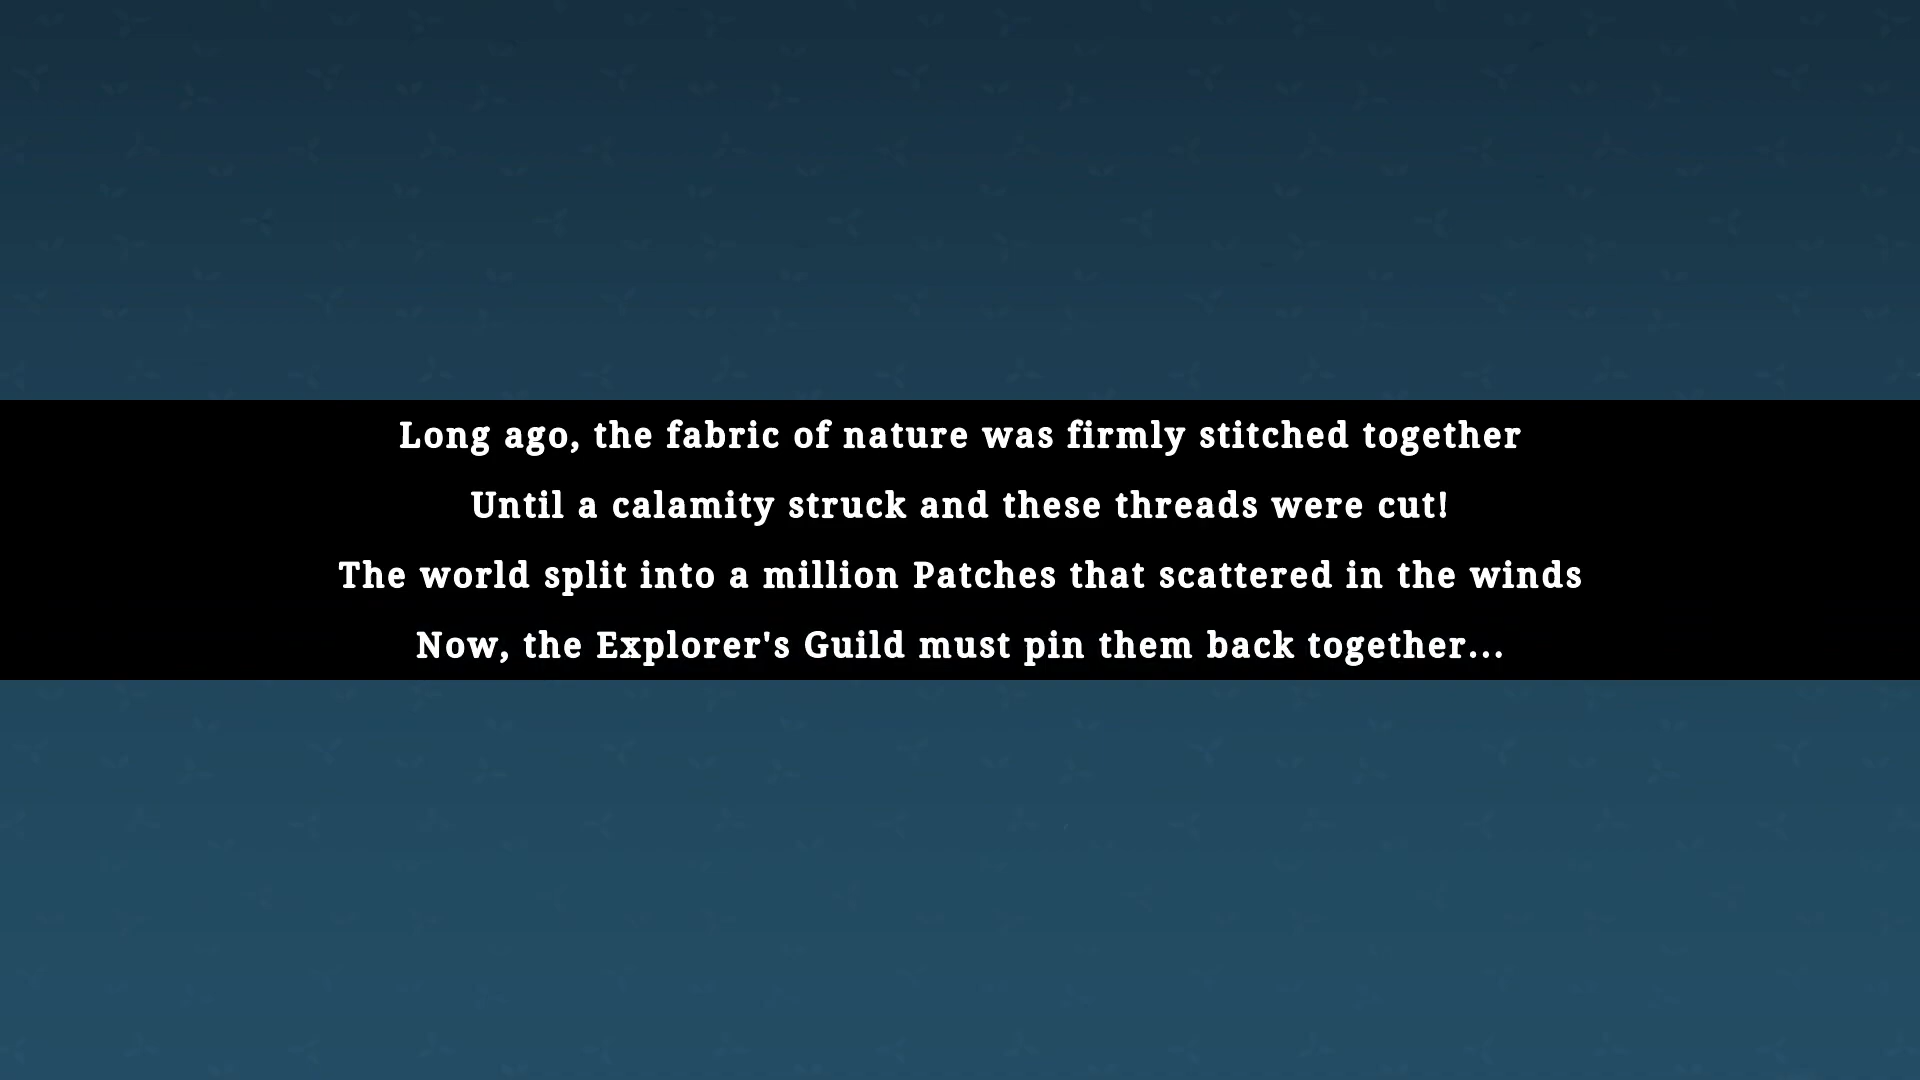 Long ago, the fabric of nature was firmly stitched together
Until a calamity struck and these threads were cut!
The world split into a million Patches that scattered in the winds
Now, the Explorer's Guild must pin them back together...